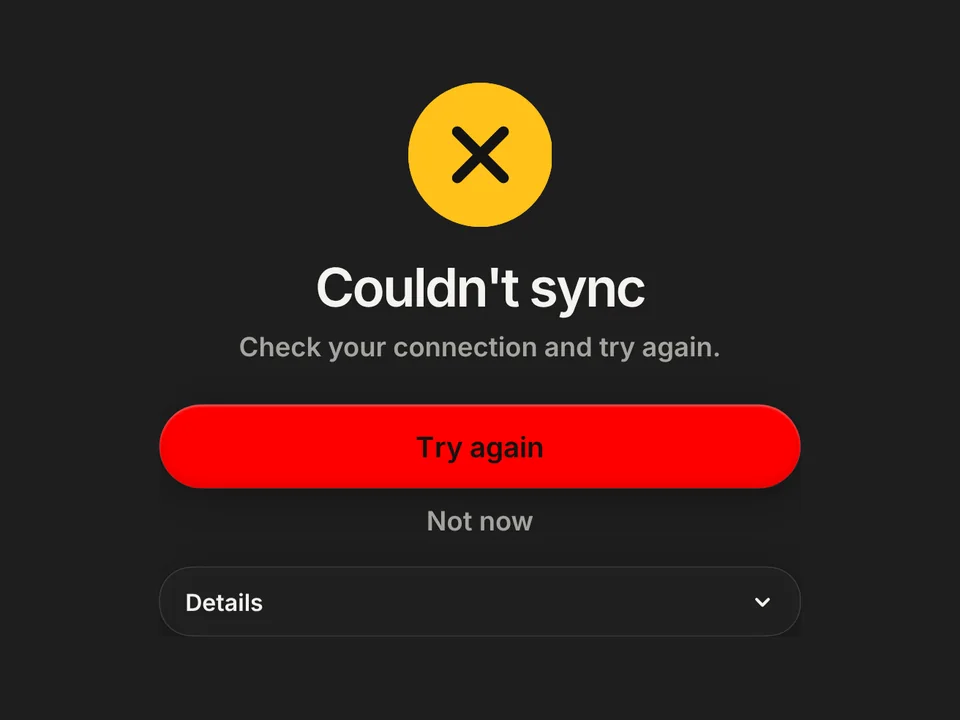 Couldn't sync
Check your connection and try again.
Try again
Not now
Details